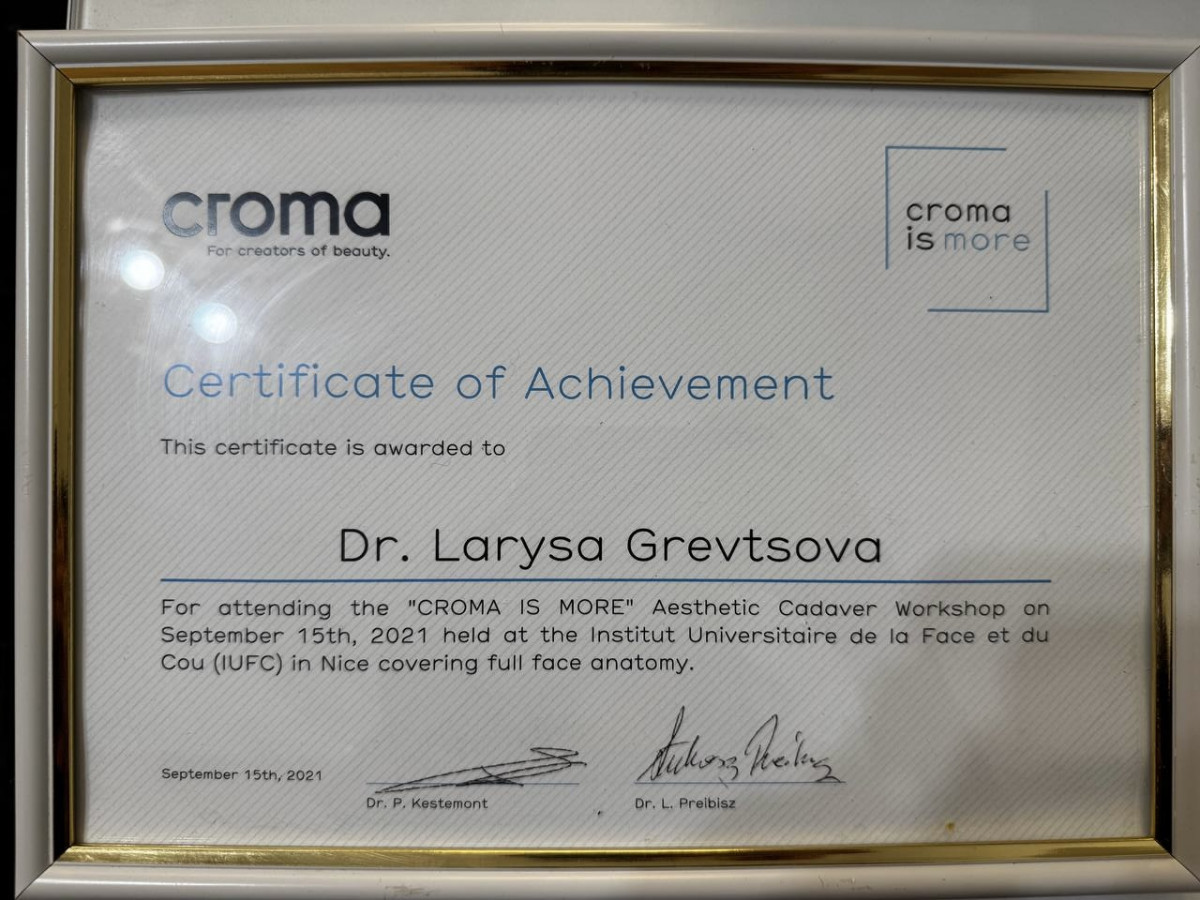 croma
For creators of beauty.
croma
is more
Certificate of Achievement
This certificate is awarded to
Dr. Larysa Grevtsova
For attending the "CROMA IS MORE" Aesthetic Cadaver Workshop on
September 15th, 2021 held at the Institut Universitaire de la Face et du
Cou (IUFC) in Nice covering full face anatomy.
September 15th, 2021
Dr. P. Kestemont
Dr. L. Preibisz